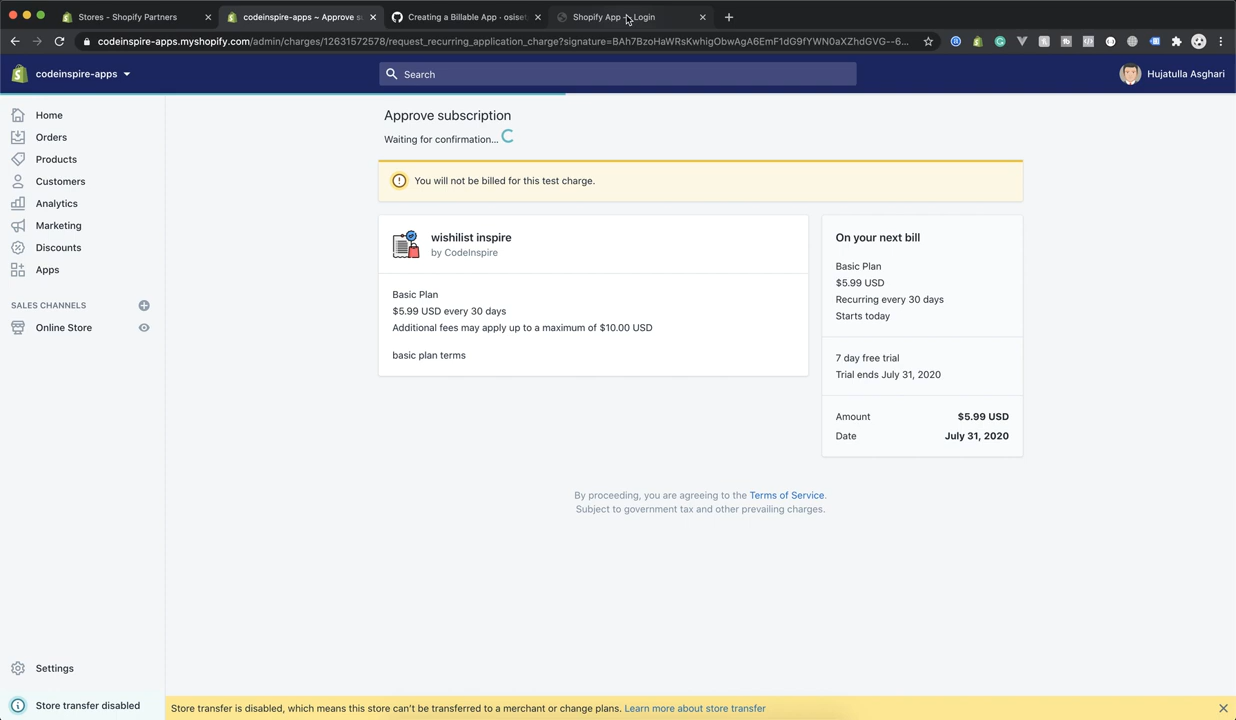 Stores - Shopify Partners
codeinspire-apps ~ Approve s
Creating a Billable App · osiset
Shopify App — Login
codeinspire-apps.myshopify.com/admin/charges/12631572578/request_recurring_application_charge?signature=BAh7BzoHaWRsKwhigObwAgA6EmF1dG9fYWN0aXZhdGVG--6...
codeinspire-apps
Search
Hujatulla Asghari
Home
Orders
Products
Customers
Analytics
Marketing
Discounts
Apps
SALES CHANNELS
Online Store
Settings
Store transfer disabled
Approve subscription
Waiting for confirmation...
You will not be billed for this test charge.
wishilist inspire
by CodeInspire
Basic Plan
$5.99 USD every 30 days
Additional fees may apply up to a maximum of $10.00 USD
basic plan terms
On your next bill
Basic Plan
$5.99 USD
Recurring every 30 days
Starts today
7 day free trial
Trial ends July 31, 2020
Amount $5.99 USD
Date July 31, 2020
By proceeding, you are agreeing to the Terms of Service.
Subject to government tax and other prevailing charges.
Store transfer is disabled, which means this store can't be transferred to a merchant or change plans. Learn more about store transfer